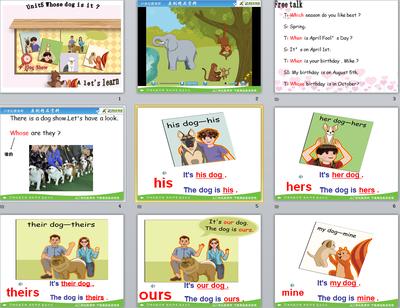 Unit5 Whose dog is it ?
Dog Show
A let's learn
1
2
Free talk
T: Which season do you like best ?
S: Spring.
T: When is April Fool's Day ?
S: It's on April 1st.
T: When is your birthday , Mike ?
S8: My birthday is on August 5th.
T: Whose birthday is in October?
3
There is a dog show.Let's have a look.
Whose are they ?
谁的
4
his dog—his
It's his dog .
his
The dog is his .
5
her dog—hers
It's her dog .
hers
The dog is hers .
6
their dog—theirs
It's their dog .
theirs
The dog is theirs .
7
It's our dog.
The dog is ours.
It's our dog .
ours
The dog is ours .
8
my dog—mine
It's my dog .
mine
The dog is mine .
9